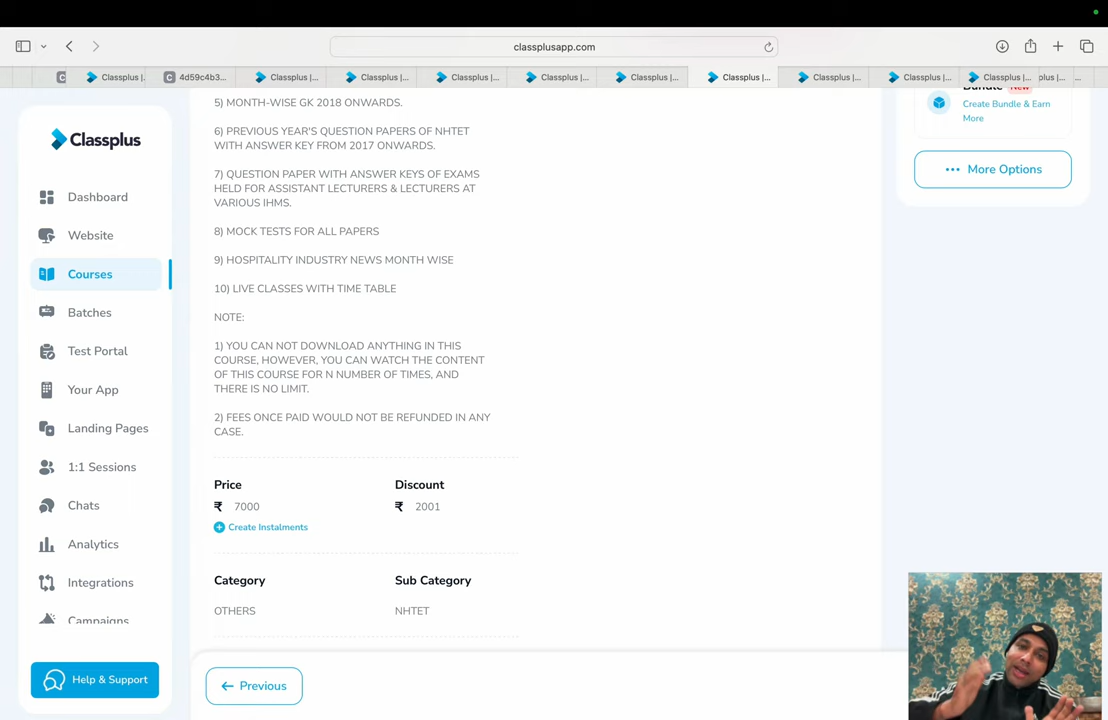 classplusapp.com
Classplus |.
4d59c4b3...
Classplus |...
Classplus |...
Classplus |...
Classplus |...
Classplus |...
Classplus |...
Classplus |...
Classplus |...
Classplus |...
plus |...
Classplus
Dashboard
Website
Courses
Batches
Test Portal
Your App
Landing Pages
1:1 Sessions
Chats
Analytics
Integrations
Campaigns
Help & Support
5) MONTH-WISE GK 2018 ONWARDS.
6) PREVIOUS YEAR'S QUESTION PAPERS OF NHTET
WITH ANSWER KEY FROM 2017 ONWARDS.
7) QUESTION PAPER WITH ANSWER KEYS OF EXAMS
HELD FOR ASSISTANT LECTURERS & LECTURERS AT
VARIOUS IHMS.
8) MOCK TESTS FOR ALL PAPERS
9) HOSPITALITY INDUSTRY NEWS MONTH WISE
10) LIVE CLASSES WITH TIME TABLE
NOTE:
1) YOU CAN NOT DOWNLOAD ANYTHING IN THIS
COURSE, HOWEVER, YOU CAN WATCH THE CONTENT
OF THIS COURSE FOR N NUMBER OF TIMES, AND
THERE IS NO LIMIT.
2) FEES ONCE PAID WOULD NOT BE REFUNDED IN ANY
CASE.
Price Discount
₹ 7000 ₹ 2001
Create Instalments
Category Sub Category
OTHERS NHTET
Previous
Bundle New
Create Bundle & Earn
More
More Options